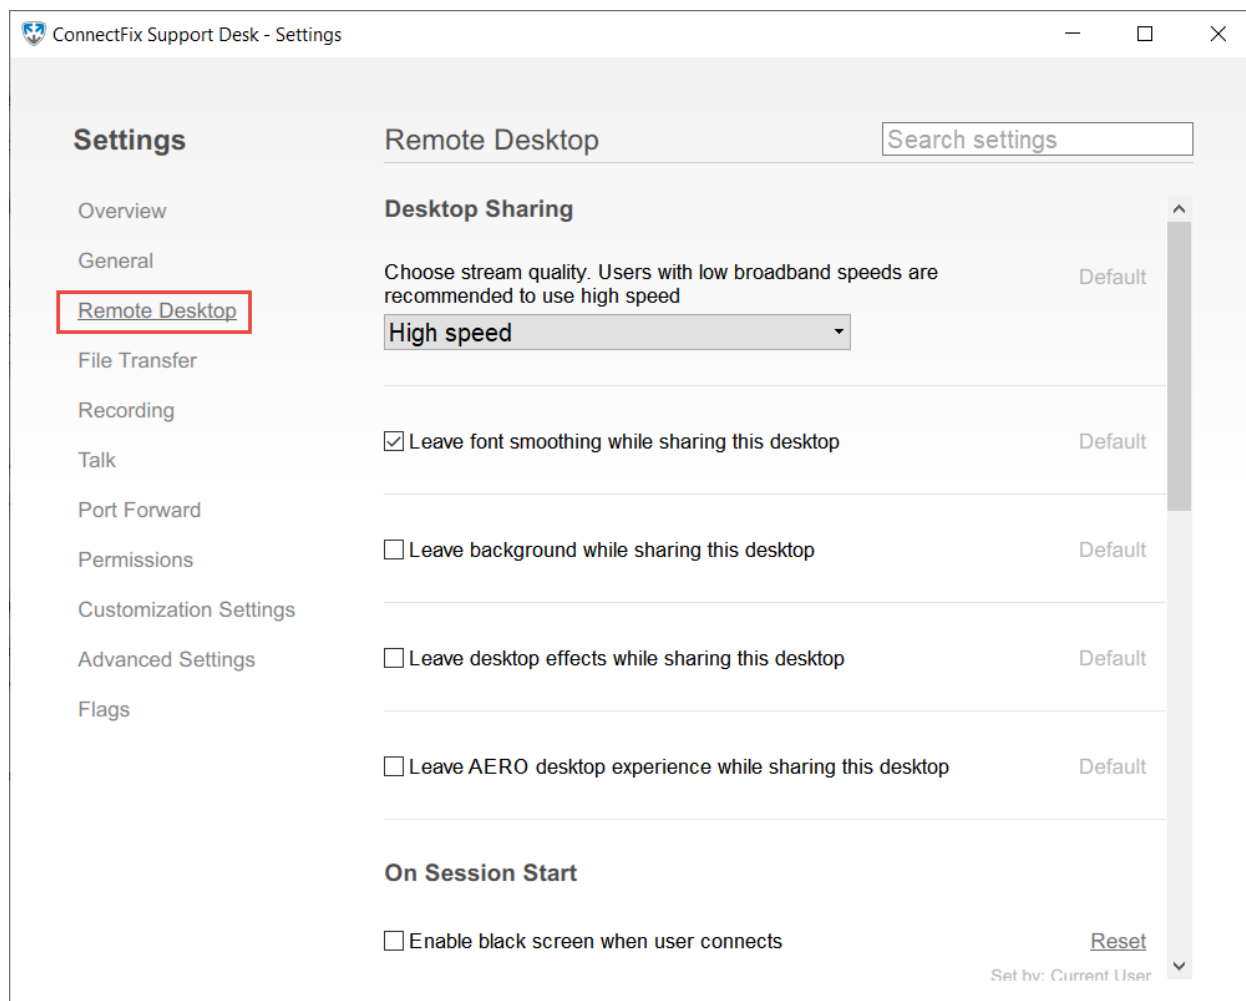 ConnectFix Support Desk - Settings
Settings
Remote Desktop
Search settings
Overview
General
Remote Desktop
File Transfer
Recording
Talk
Port Forward
Permissions
Customization Settings
Advanced Settings
Flags
Desktop Sharing
Choose stream quality. Users with low broadband speeds are
recommended to use high speed
Default
High speed
Leave font smoothing while sharing this desktop
Default
Leave background while sharing this desktop
Default
Leave desktop effects while sharing this desktop
Default
Leave AERO desktop experience while sharing this desktop
Default
On Session Start
Enable black screen when user connects
Reset
Set by: Current User